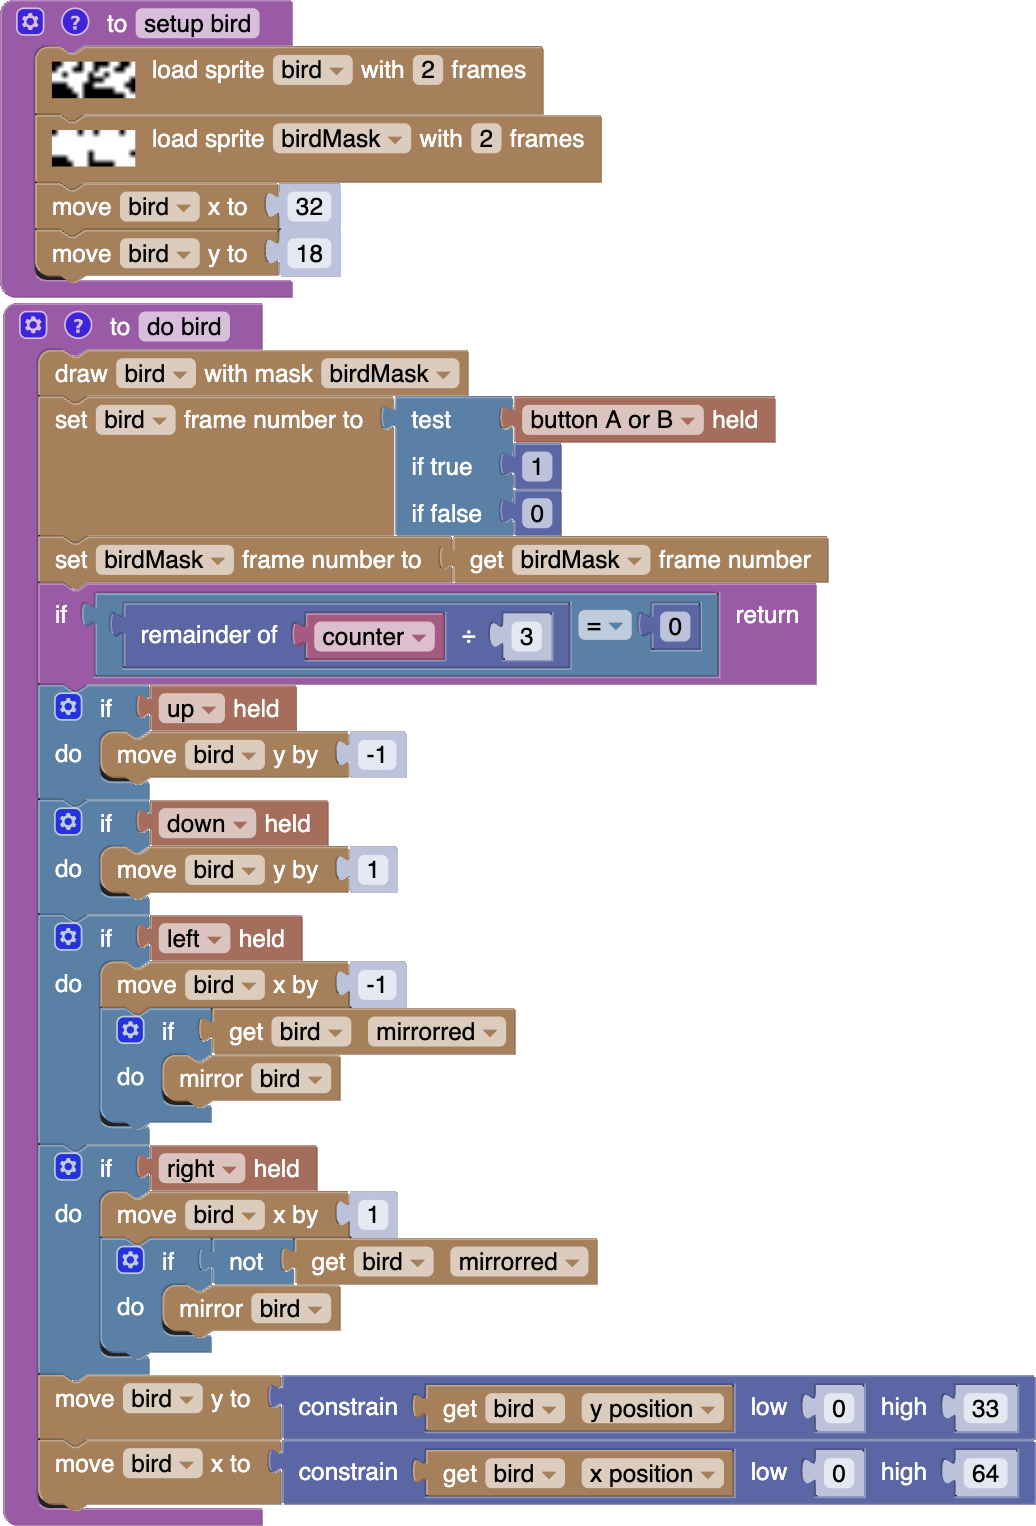 ? to setup bird
load sprite bird with 2 frames
load sprite birdMask with 2 frames
move bird x to 32
move bird y to 18
? to do bird
draw bird with mask birdMask
set bird frame number to test button A or B held
if true 1
if false 0
set birdMask frame number to get birdMask frame number
if remainder of counter ÷ 3 = 0 return
if up held
do move bird y by -1
if down held
do move bird y by 1
if left held
do move bird x by -1
if get bird mirrorred
do mirror bird
if right held
do move bird x by 1
if not get bird mirrorred
do mirror bird
move bird y to constrain get bird y position low 0 high 33
move bird x to constrain get bird x position low 0 high 64